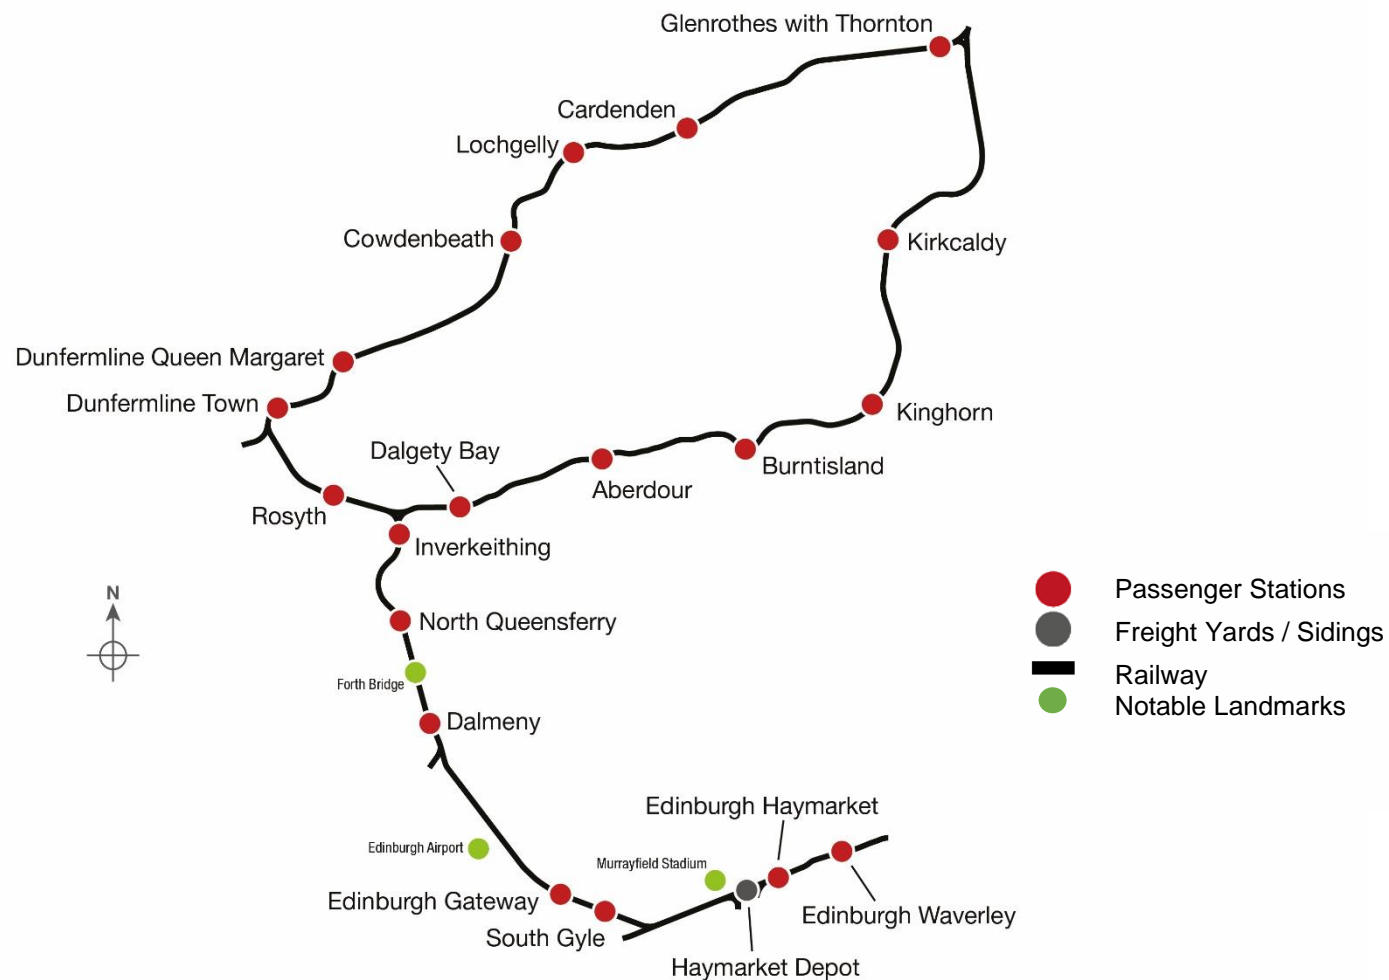 Glenrothes with Thornton
Cardenden
Lochgelly
Cowdenbeath
Kirkcaldy
Dunfermline Queen Margaret
Dunfermline Town
Kinghorn
Dalgety Bay
Burntisland
Aberdour
Rosyth
Inverkeithing
N
Passenger Stations
North Queensferry
Freight Yards / Sidings
Railway
Forth Bridge
Notable Landmarks
Dalmeny
Edinburgh Haymarket
Edinburgh Airport
Murrayfield Stadium
Edinburgh Gateway
Edinburgh Waverley
South Gyle
Haymarket Depot